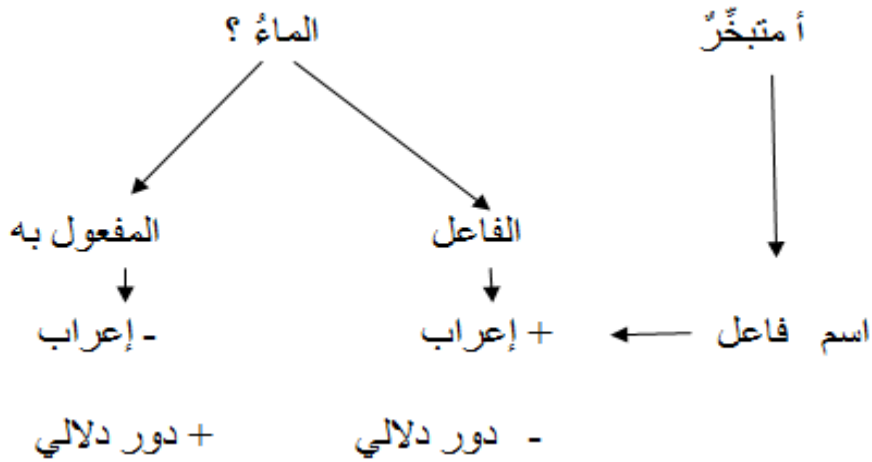 أ متبخِّرٌ الماءُ ؟
الفاعل المفعول به
اسم فاعل + إعراب - إعراب
- دور دلالي + دور دلالي